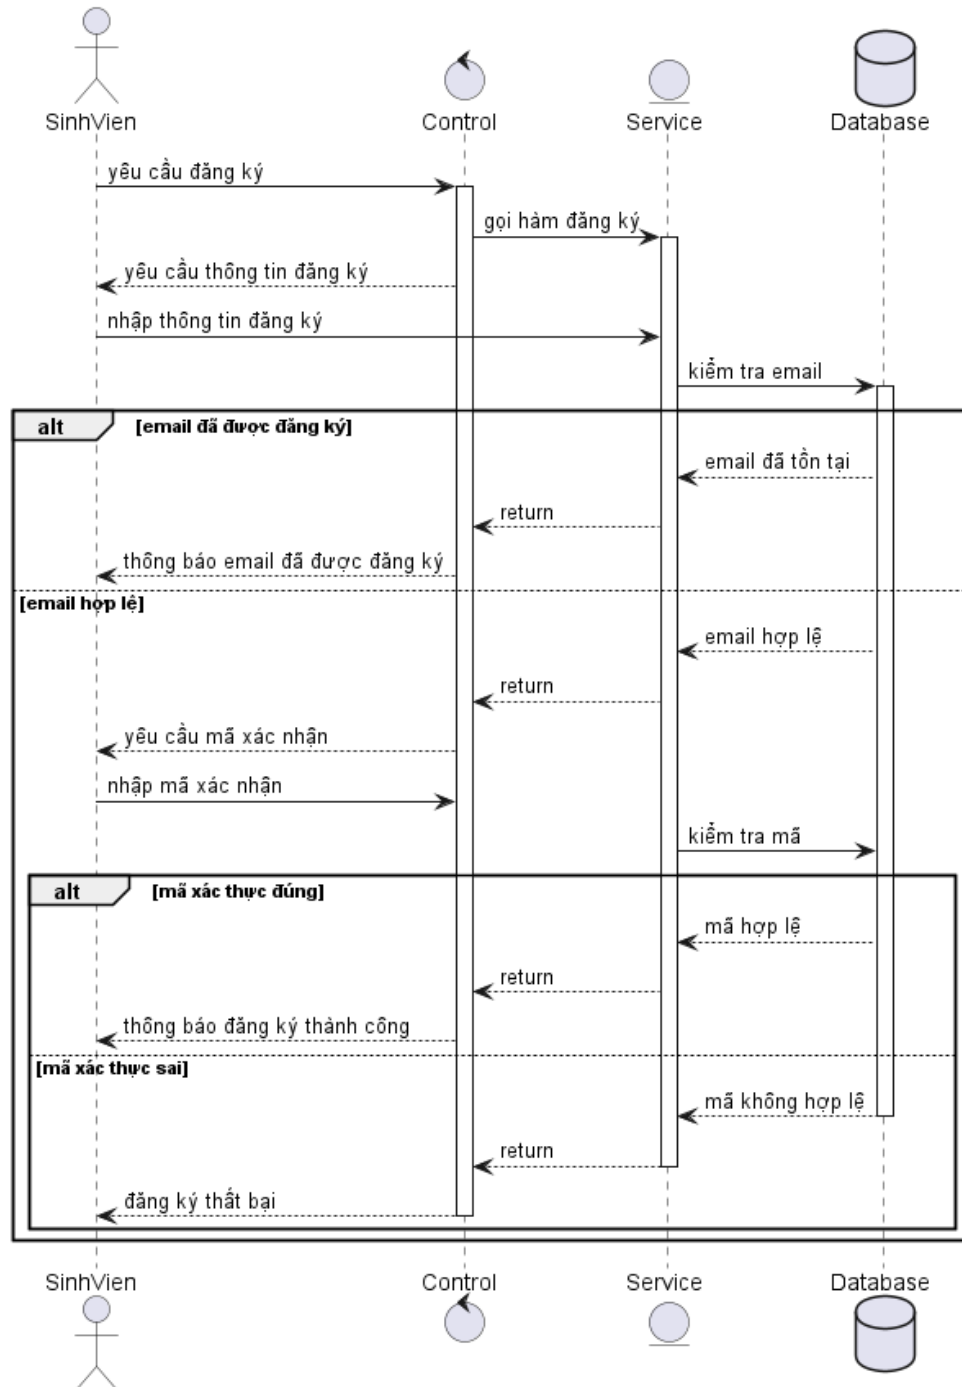 SinhVien
Control
Service
Database
yêu cầu đăng ký
gọi hàm đăng ký
yêu cầu thông tin đăng ký
nhập thông tin đăng ký
kiểm tra email
alt
[email đã được đăng ký]
email đã tồn tại
return
thông báo email đã được đăng ký
[email hợp lệ]
email hợp lệ
return
yêu cầu mã xác nhận
nhập mã xác nhận
kiểm tra mã
alt
[mã xác thực đúng]
mã hợp lệ
return
thông báo đăng ký thành công
[mã xác thực sai]
mã không hợp lệ
return
đăng ký thất bại
SinhVien
Control
Service
Database